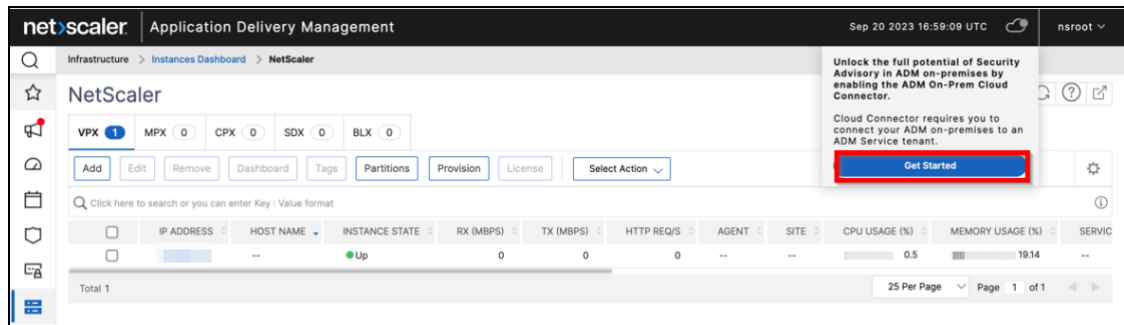 net>scaler. Application Delivery Management
Sep 20 2023 16:59:09 UTC
nsroot
Infrastructure > Instances Dashboard > NetScaler
Unlock the full potential of Security
Advisory in ADM on-premises by
enabling the ADM On-Prem Cloud
Connector.
Cloud Connector requires you to
connect your ADM on-premises to an
ADM Service tenant.
Get Started
NetScaler
VPX 1 MPX 0 CPX 0 SDX 0 BLX 0
Add Edit Remove Dashboard Tags Partitions Provision License Select Action
Click here to search or you can enter Key : Value format
IP ADDRESS HOST NAME INSTANCE STATE RX (MBPS) TX (MBPS) HTTP REQ/S AGENT SITE CPU USAGE (%) MEMORY USAGE (%) SERVIC
-- Up 0 0 0 -- -- 0.5 19.14 --
Total 1 25 Per Page Page 1 of 1